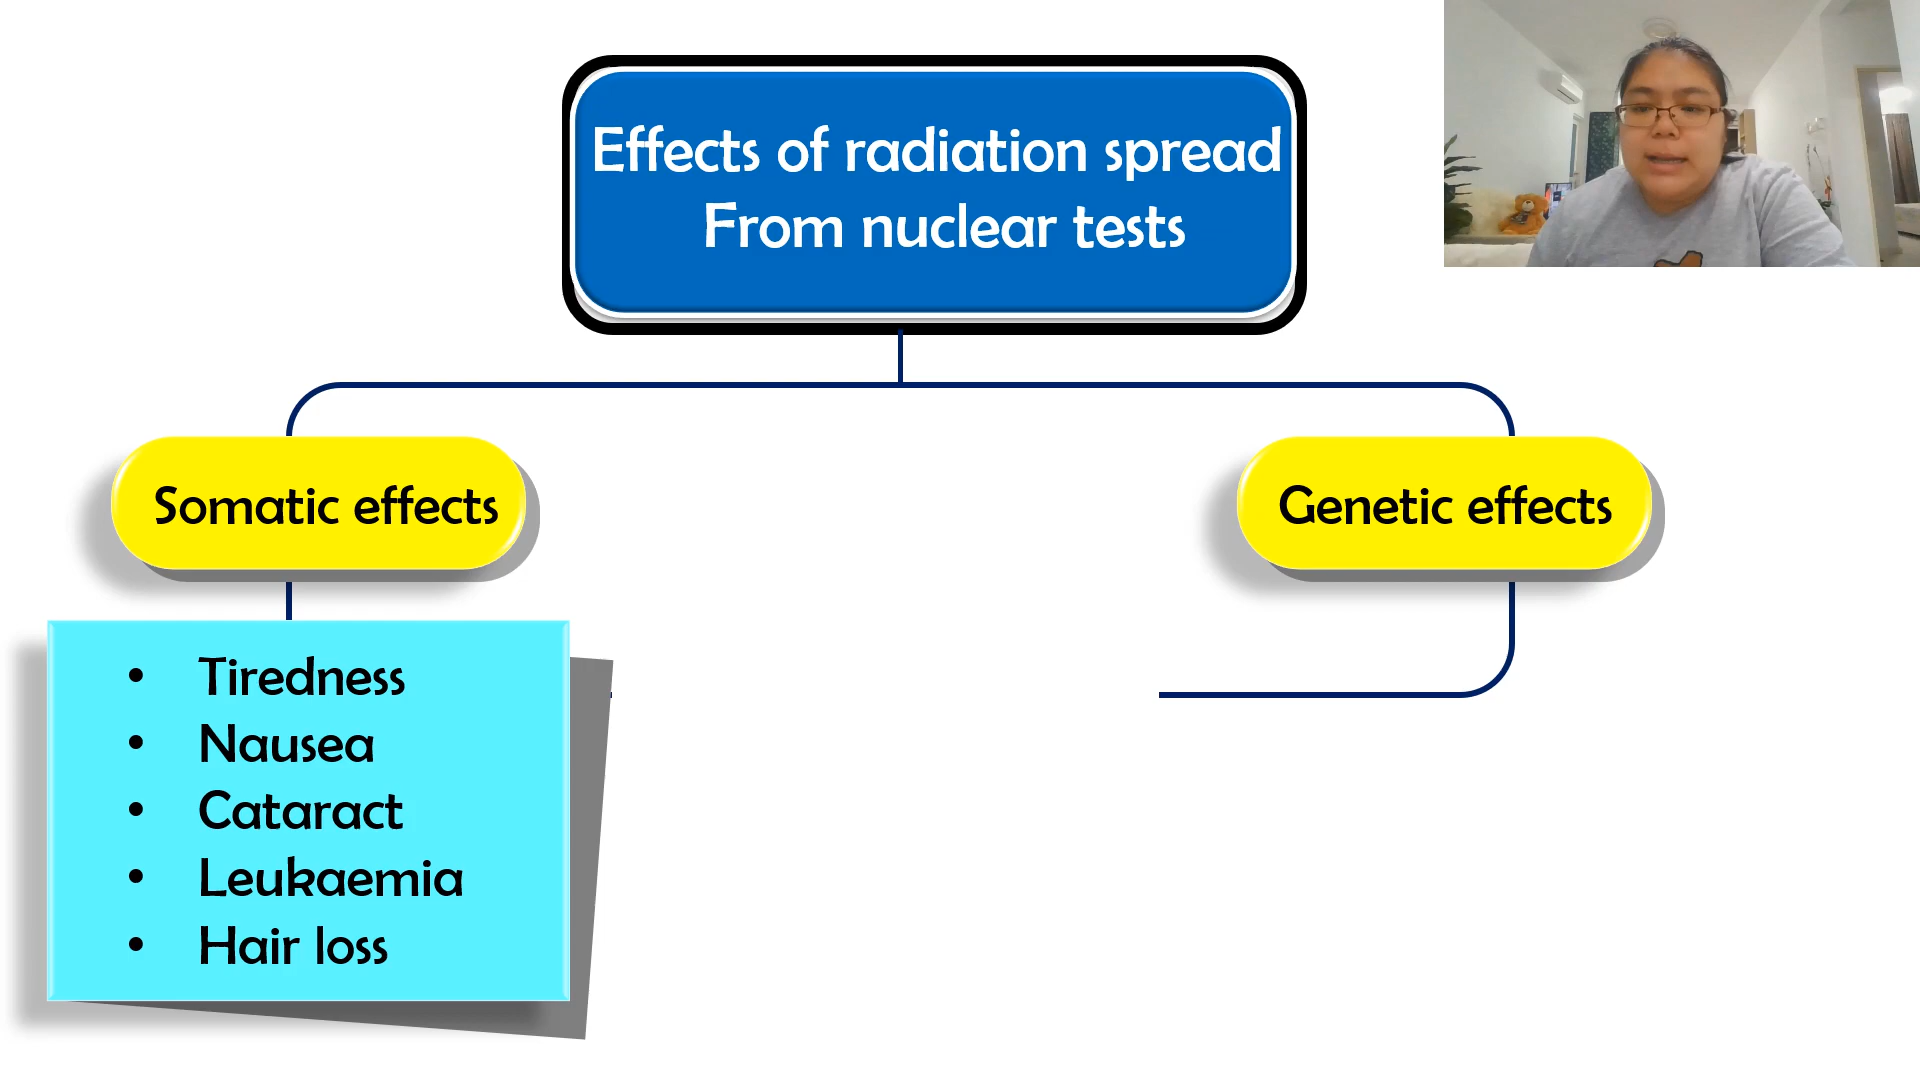 Effects of radiation spread
From nuclear tests
Somatic effects
Genetic effects
• Tiredness
• Nausea
• Cataract
• Leukaemia
• Hair loss